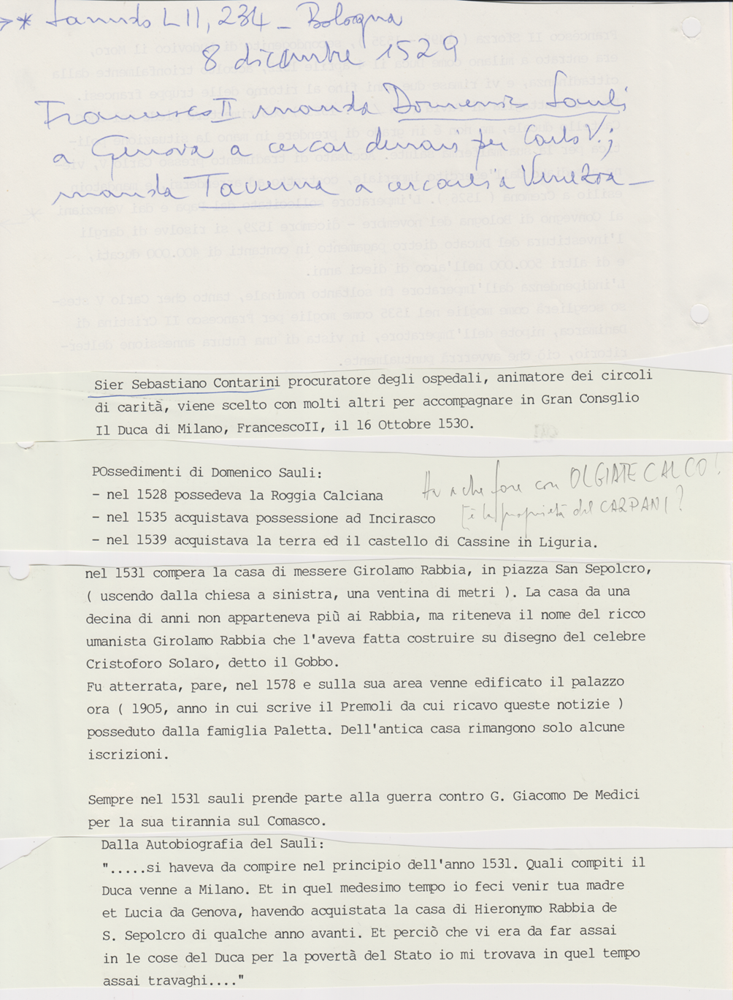 →* Sanudo LII, 234 - Bologna
8 dicembre 1529
Francesco II manda Domenico Sauli
a Genova a cercar denari per Carlo V.;
manda Taverna a cercarli a Venezia -
Sier Sebastiano Contarini procuratore degli ospedali, animatore dei circoli
di carità, viene scelto con molti altri per accompagnare in Gran Consglio
Il Duca di Milano, FrancescoII, il 16 Ottobre 1530.
POssedimenti di Domenico Sauli:
- nel 1528 possedeva la Roggia Calciana
- nel 1535 acquistava possessione ad Incirasco
- nel 1539 acquistava la terra ed il castello di Cassine in Liguria.
Ha a che fare con OLGIATE CALCO!
[è la proprietà del CARPANI?
nel 1531 compera la casa di messere Girolamo Rabbia, in piazza San Sepolcro,
( uscendo dalla chiesa a sinistra, una ventina di metri ). La casa da una
decina di anni non apparteneva più ai Rabbia, ma riteneva il nome del ricco
umanista Girolamo Rabbia che l'aveva fatta costruire su disegno del celebre
Cristoforo Solaro, detto il Gobbo.
Fu atterrata, pare, nel 1578 e sulla sua area venne edificato il palazzo
ora ( 1905, anno in cui scrive il Premoli da cui ricavo queste notizie )
posseduto dalla famiglia Paletta. Dell'antica casa rimangono solo alcune
iscrizioni.
Sempre nel 1531 sauli prende parte alla guerra contro G. Giacomo De Medici
per la sua tirannia sul Comasco.
Dalla Autobiografia del Sauli:
".....si haveva da compire nel principio dell'anno 1531. Quali compiti il
Duca venne a Milano. Et in quel medesimo tempo io feci venir tua madre
et Lucia da Genova, havendo acquistata la casa di Hieronymo Rabbia de
S. Sepolcro di qualche anno avanti. Et perciò che vi era da far assai
in le cose del Duca per la povertà del Stato io mi trovava in quel tempo
assai travaghi...."